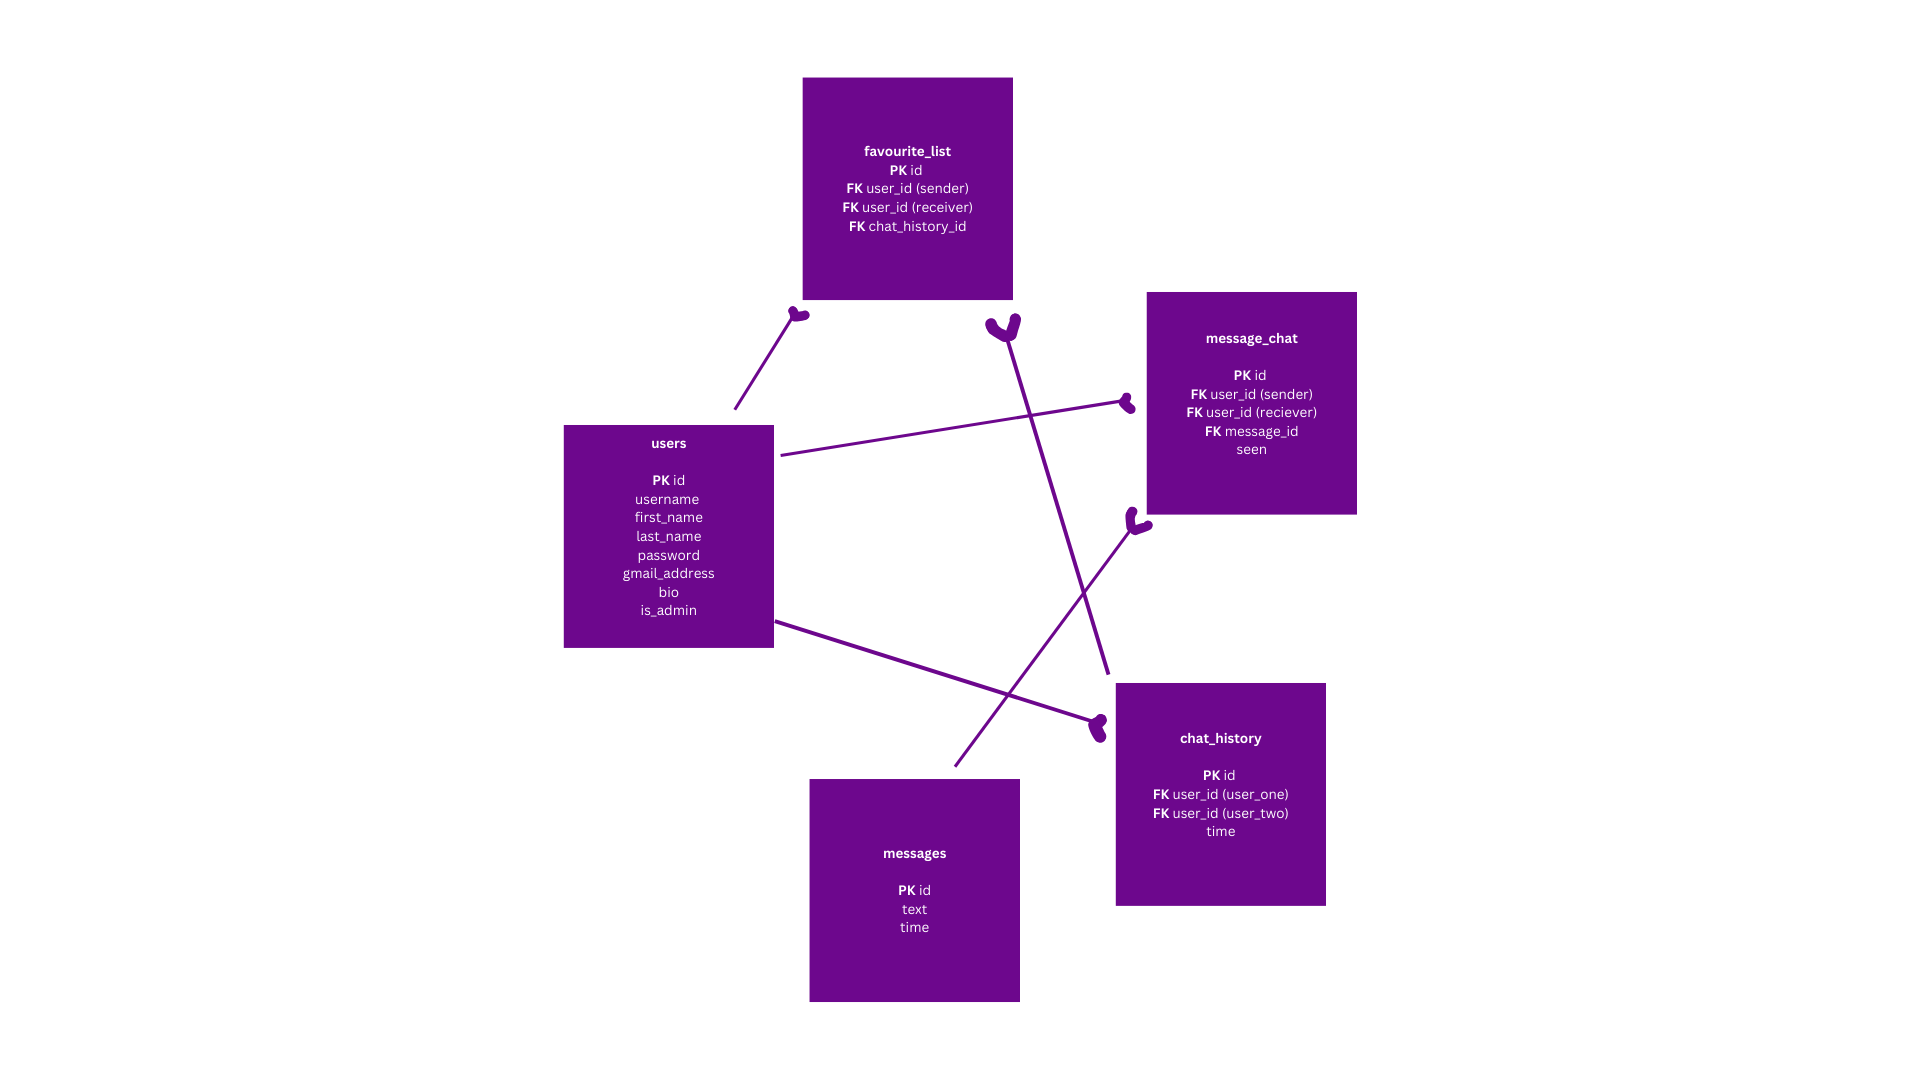 favourite_list
PK id
FK user_id (sender)
FK user_id (receiver)
FK chat_history_id
message_chat
PK id
FK user_id (sender)
FK user_id (reciever)
FK message_id
seen
users
PK id
username
first_name
last_name
password
gmail_address
bio
is_admin
chat_history
PK id
FK user_id (user_one)
FK user_id (user_two)
time
messages
PK id
text
time